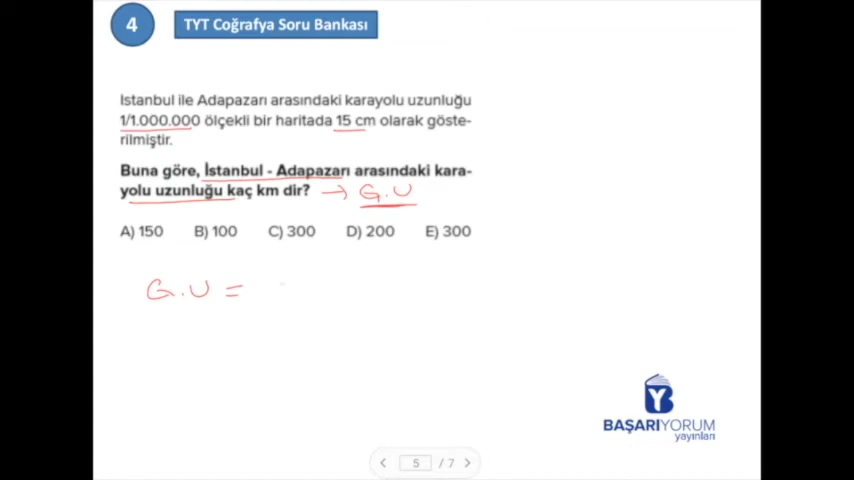 4
TYT Coğrafya Soru Bankası
İstanbul ile Adapazarı arasındaki karayolu uzunluğu
1/1.000.000 ölçekli bir haritada 15 cm olarak göste-
rilmiştir.
Buna göre, İstanbul - Adapazarı arasındaki kara-
yolu uzunluğu kaç km dir? → G.U
A) 150 B) 100 C) 300 D) 200 E) 300
G.U =
BAŞARIYORUM
yayınları
5 / 7